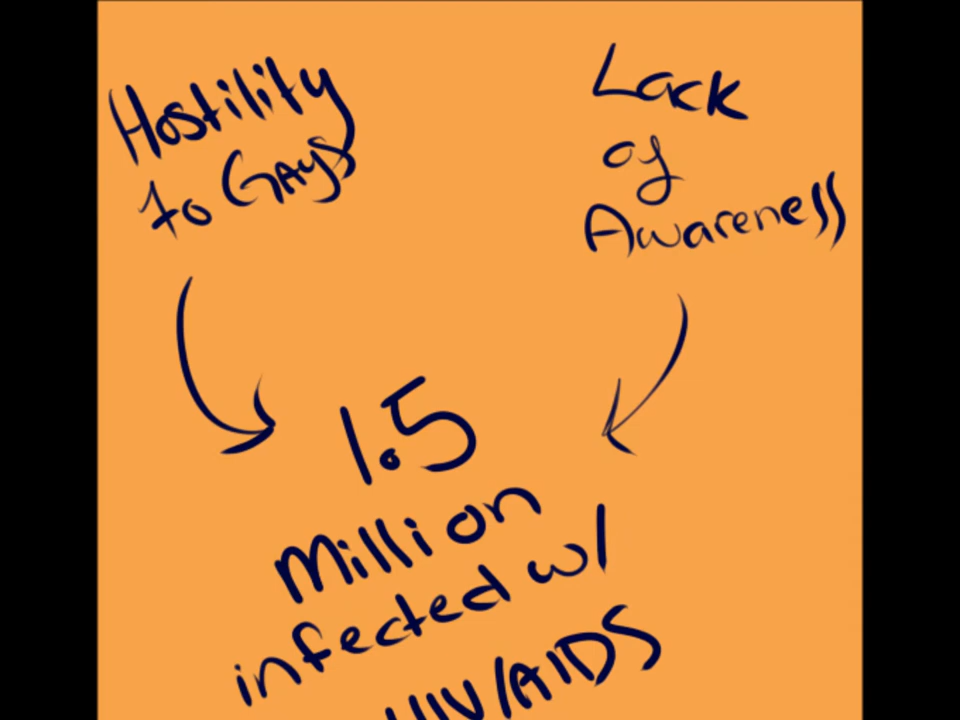 Hostility
to GAYS
Lack
of
Awareness
1.5
Million
infected w/
HIV/AIDS